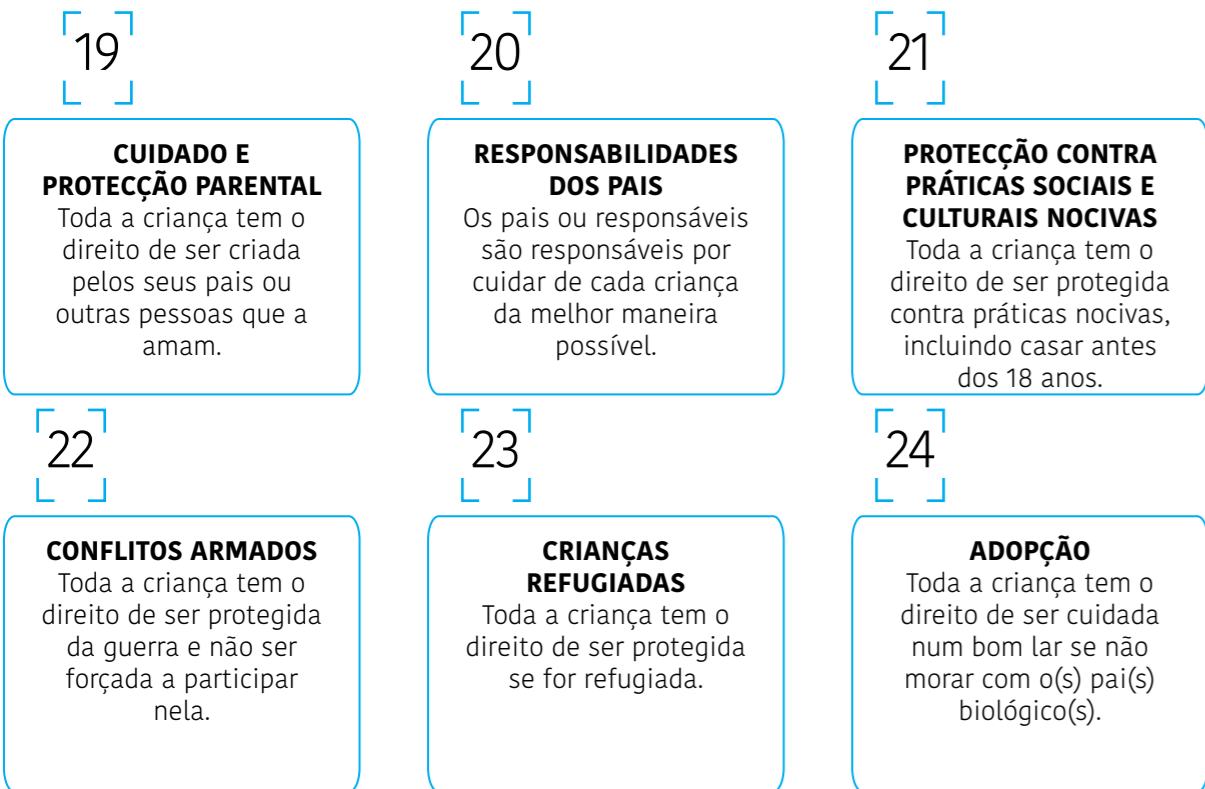 19
CUIDADO E
PROTECÇÃO PARENTAL
Toda a criança tem o
direito de ser criada
pelos seus pais ou
outras pessoas que a
amam.
20
RESPONSABILIDADES
DOS PAIS
Os pais ou responsáveis
são responsáveis por
cuidar de cada criança
da melhor maneira
possível.
21
PROTECÇÃO CONTRA
PRÁTICAS SOCIAIS E
CULTURAIS NOCIVAS
Toda a criança tem o
direito de ser protegida
contra práticas nocivas,
incluindo casar antes
dos 18 anos.
22
CONFLITOS ARMADOS
Toda a criança tem o
direito de ser protegida
da guerra e não ser
forçada a participar
nela.
23
CRIANÇAS
REFUGIADAS
Toda a criança tem o
direito de ser protegida
se for refugiada.
24
ADOPÇÃO
Toda a criança tem o
direito de ser cuidada
num bom lar se não
morar com o(s) pai(s)
biológico(s).